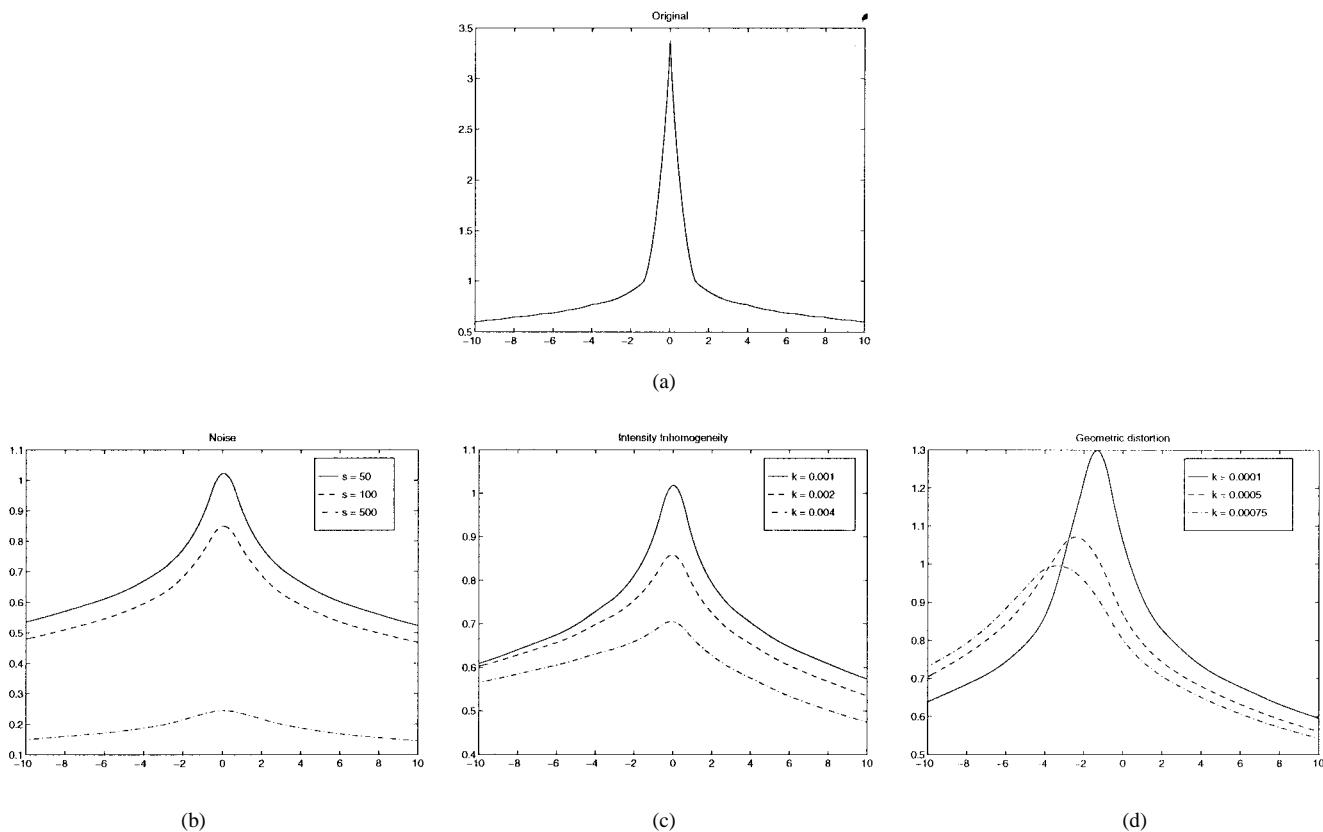 Original
3.5
3
2.5
2
1.5
1
0.5
−10 −8 −6 −4 −2 0 2 4 6 8 10
(a)
Noise
1.1
1
0.9
0.8
0.7
0.6
0.5
0.4
0.3
0.2
0.1
s = 50
s = 100
s = 500
−10 −8 −6 −4 −2 0 2 4 6 8 10
(b)
Intensity Inhomogeneity
1.1
1
0.9
0.8
0.7
0.6
0.5
0.4
k = 0.001
k = 0.002
k = 0.004
−10 −8 −6 −4 −2 0 2 4 6 8 10
(c)
Geometric distortion
1.3
1.2
1.1
1
0.9
0.8
0.7
0.6
0.5
k = 0.0001
k = 0.0005
k = 0.00075
−10 −8 −6 −4 −2 0 2 4 6 8 10
(d)